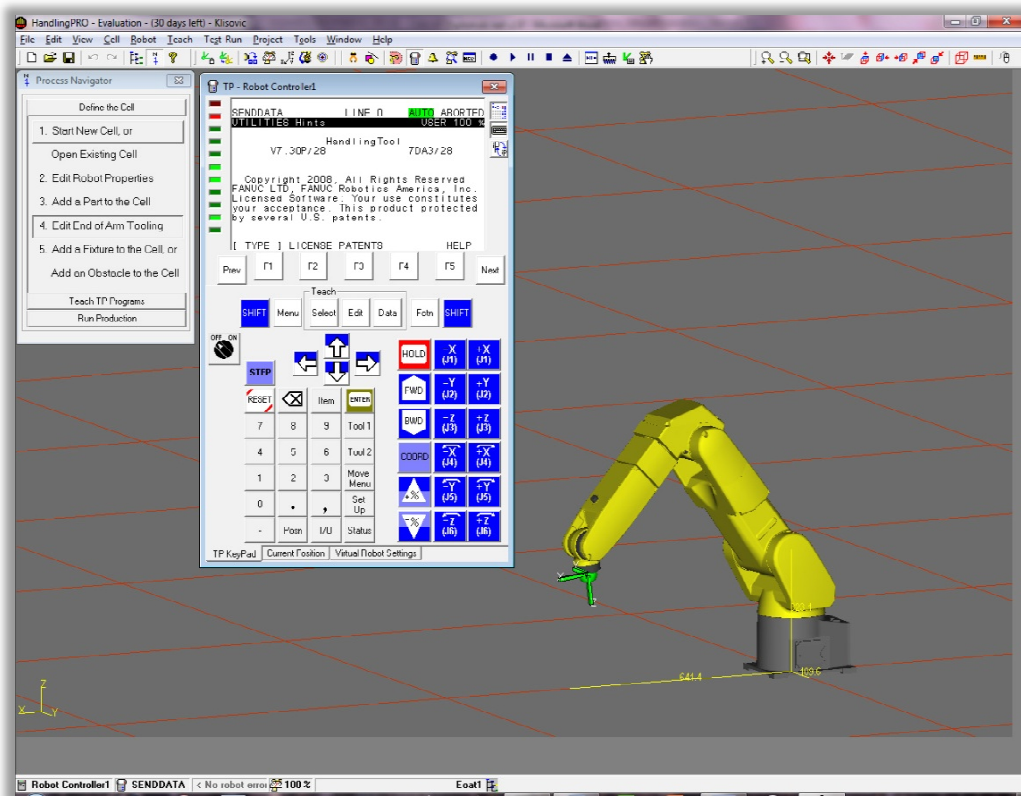 HandlingPRO - Evaluation - (30 days left) - Klisovic
File Edit View Cell Robot Teach Test Run Project Tools Window Help
Process Navigator
Define the Cell
1. Start New Cell, or
Open Existing Cell
2. Edit Robot Properties
3. Add a Part to the Cell
4. Edit End of Arm Tooling
5. Add a Fixture to the Cell, or
Add an Obstacle to the Cell
Teach TP Programs
Run Production
TP - Robot Controller1
SENDDATA LINE 0 AUTO ABORTED
UTILITIES Hints USER 100 %
HandlingTool
V7.30P/28 7DA3/28
Copyright 2008, All Rights Reserved
FANUC LTD, FANUC Robotics America, Inc.
Licensed Software: Your use constitutes
your acceptance. This product protected
by several U.S. patents.
[ TYPE ] LICENSE PATENTS HELP
Prev F1 F2 F3 F4 F5 Next
Teach
SHIFT Menu Select Edit Data Fctn SHIFT
OFF ON
STEP
HOLD -X (J1) +X (J1)
RESET Item ENTER FWD -Y (J2) +Y (J2)
7 8 9 Tool 1 BWD -Z (J3) +Z (J3)
4 5 6 Tool 2 COORD -X (J4) +X (J4)
1 2 3 Move Menu +% -Y (J5) +Y (J5)
0 . , Set Up -% -Z (J6) +Z (J6)
- Posn I/O Status
TP KeyPad Current Position Virtual Robot Settings
641.4
109.6
Z
X Y
Robot Controller1 SENDDATA < No robot error 100 % Eoat1